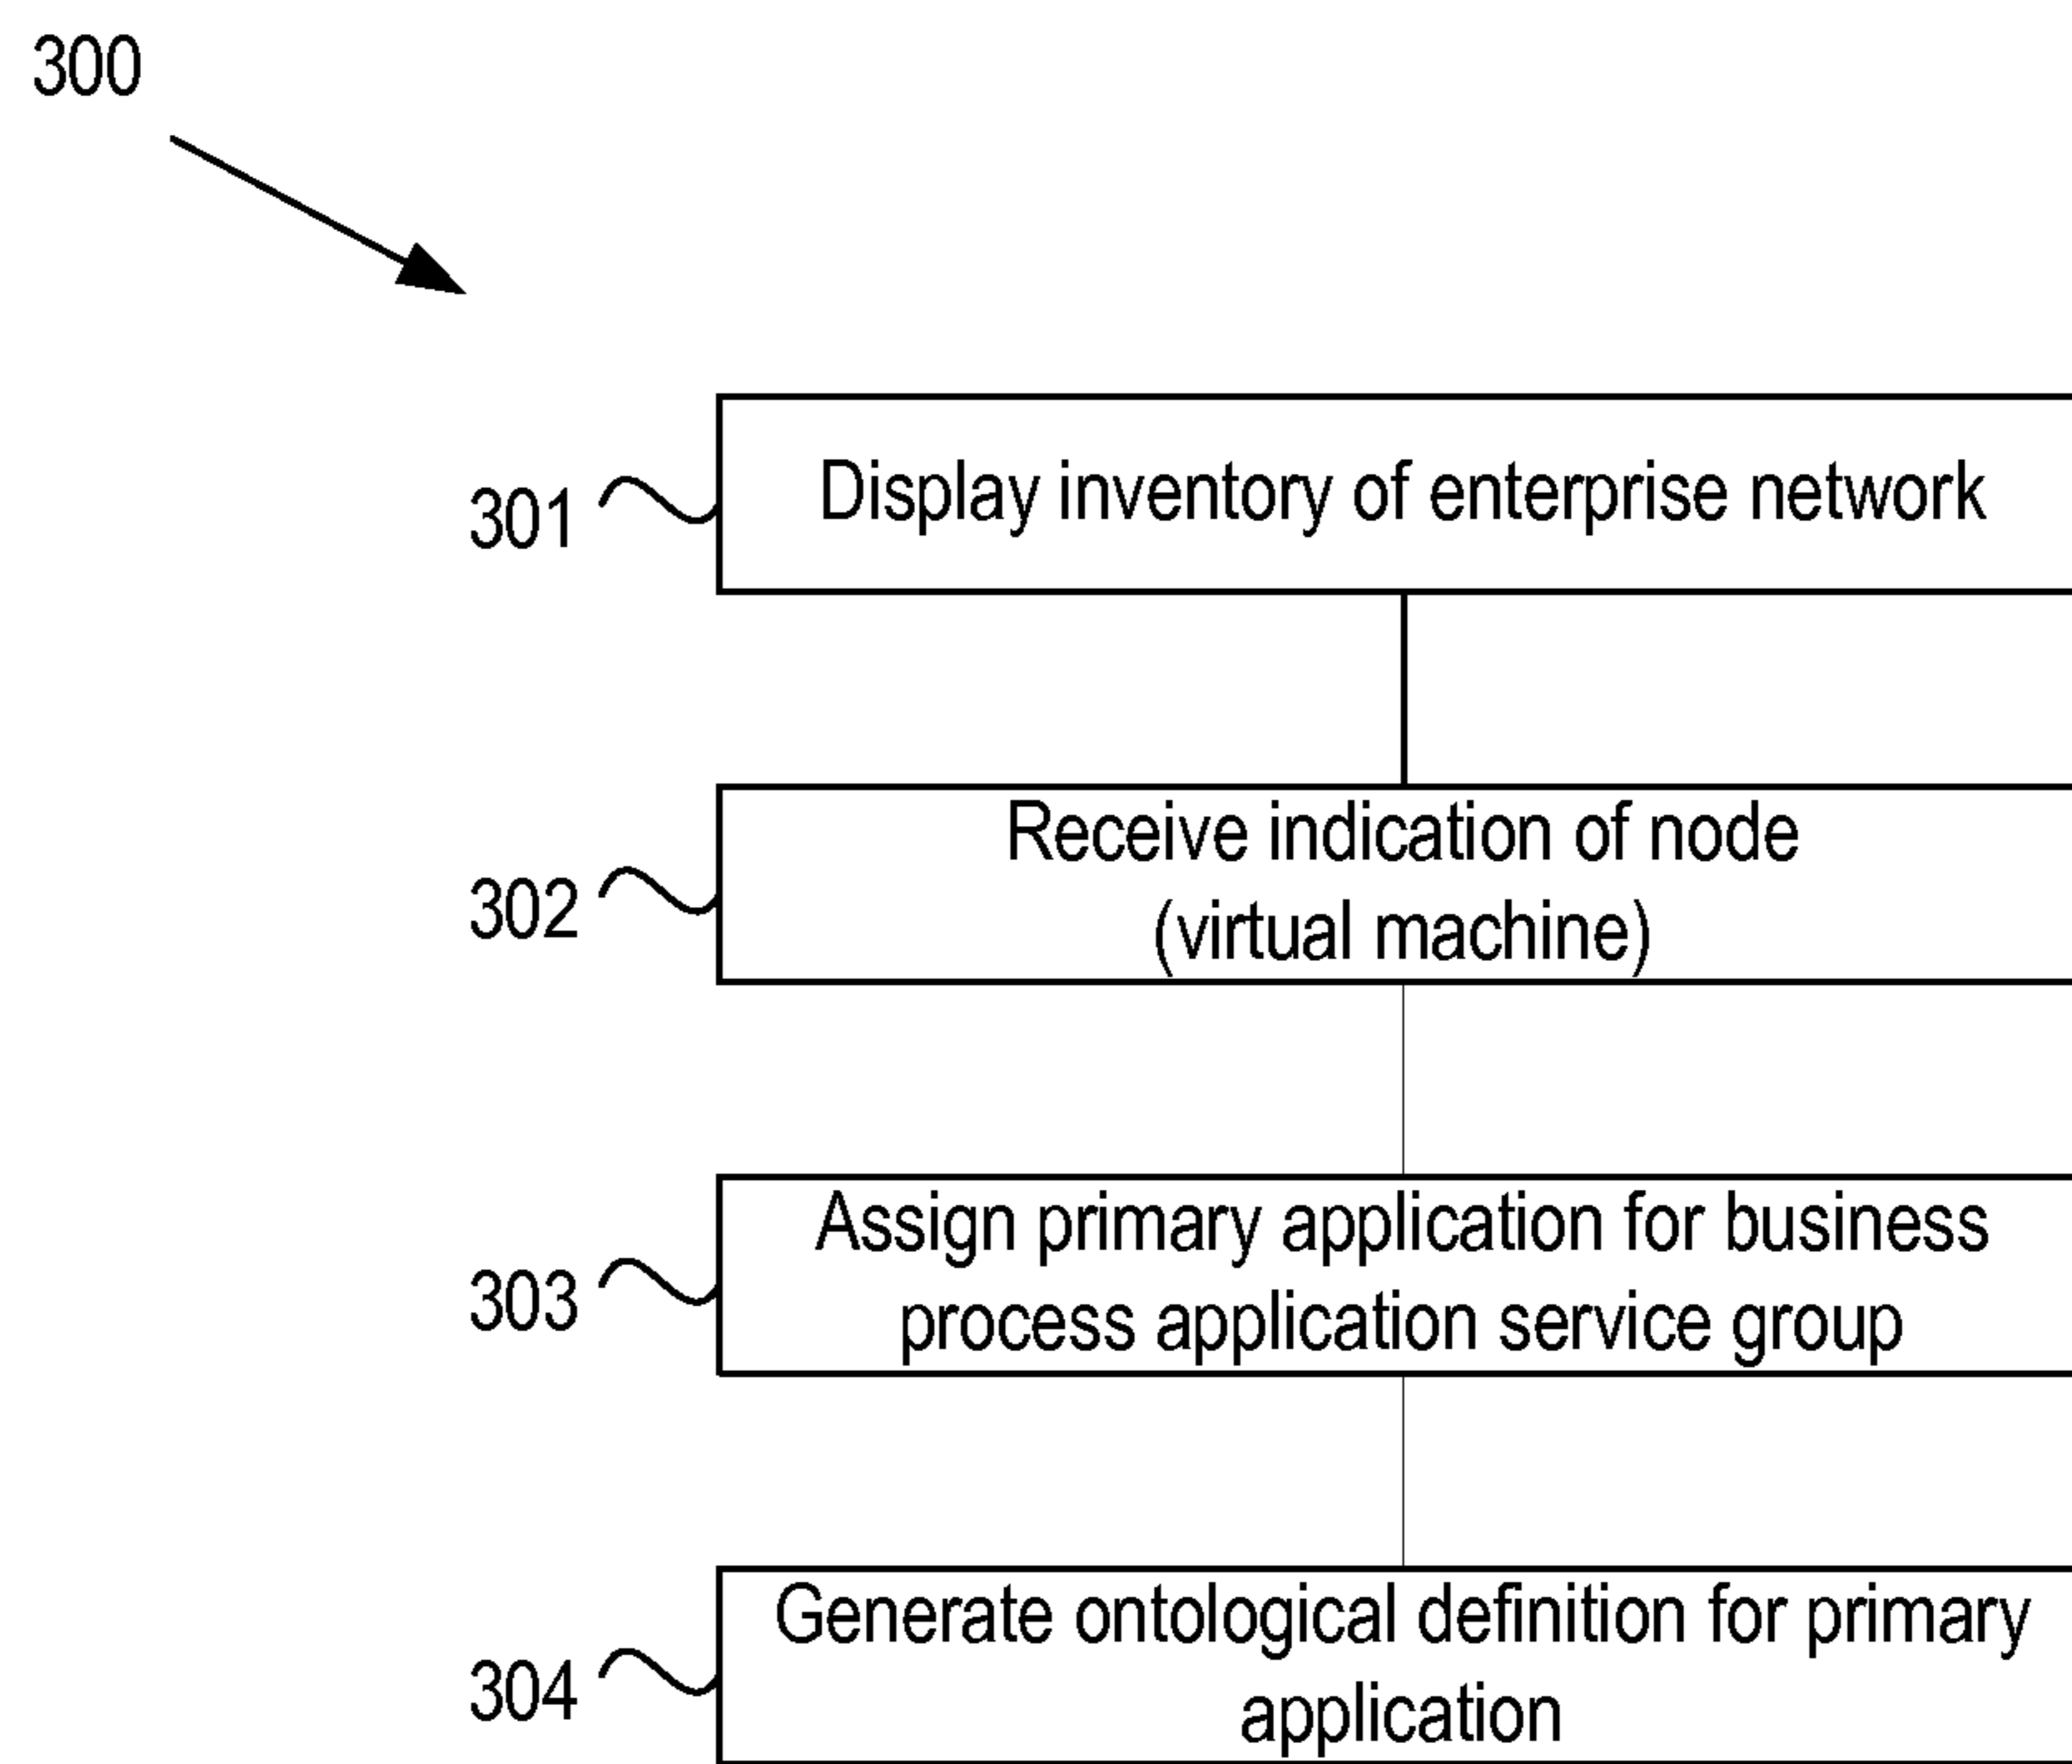 300
301
Display inventory of enterprise network
302
Receive indication of node
(virtual machine)
303
Assign primary application for business
process application service group
304
Generate ontological definition for primary
application